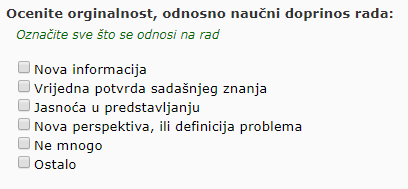 Ocenite orginalnost, odnosno naučni doprinos rada:
Označite sve što se odnosi na rad
Nova informacija
Vrijedna potvrda sadašnjeg znanja
Jasnoća u predstavljanju
Nova perspektiva, ili definicija problema
Ne mnogo
Ostalo